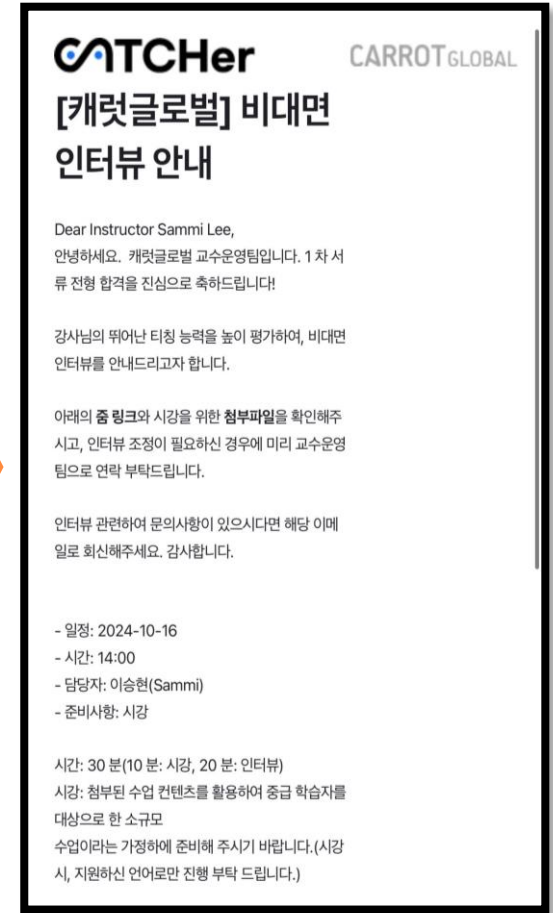 CATCHer
CARROT GLOBAL
[캐럿글로벌] 비대면
인터뷰 안내
Dear Instructor Sammi Lee,
안녕하세요. 캐럿글로벌 교수운영팀입니다. 1 차 서
류 전형 합격을 진심으로 축하드립니다!
강사님의 뛰어난 티칭 능력을 높이 평가하여, 비대면
인터뷰를 안내드리고자 합니다.
아래의 줌 링크와 시강을 위한 첨부파일을 확인해주
시고, 인터뷰 조정이 필요하신 경우에 미리 교수운영
팀으로 연락 부탁드립니다.
인터뷰 관련하여 문의사항이 있으시다면 해당 이메
일로 회신해주세요. 감사합니다.
- 일정: 2024-10-16
- 시간: 14:00
- 담당자: 이승현(Sammi)
- 준비사항: 시강
시간: 30 분(10 분: 시강, 20 분: 인터뷰)
시강: 첨부된 수업 컨텐츠를 활용하여 중급 학습자를
대상으로 한 소규모
수업이라는 가정하에 준비해 주시기 바랍니다.(시강
시, 지원하신 언어로만 진행 부탁 드립니다.)